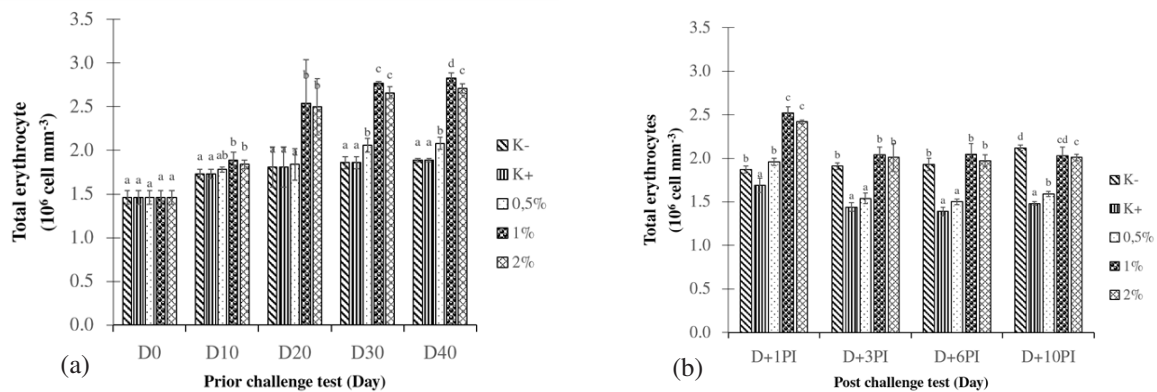 3.5
3.0
2.5
2.0
1.5
1.0
0.5
0.0
Total erythrocyte
(10⁶ cell mm⁻³)
a a a a a
a a ab b b
a a a b b
a a b c c
a a b d c
D0 D10 D20 D30 D40
Prior challenge test (Day)
K-
K+
0,5%
1%
2%
(a)
3.5
3.0
2.5
2.0
1.5
1.0
0.5
0.0
Total erythrocytes
(10⁶ cell mm⁻³)
b a b c c
b a a b b
b a a b b
d a b cd c
D+1PI D+3PI D+6PI D+10PI
Post challenge test (Day)
K-
K+
0,5%
1%
2%
(b)